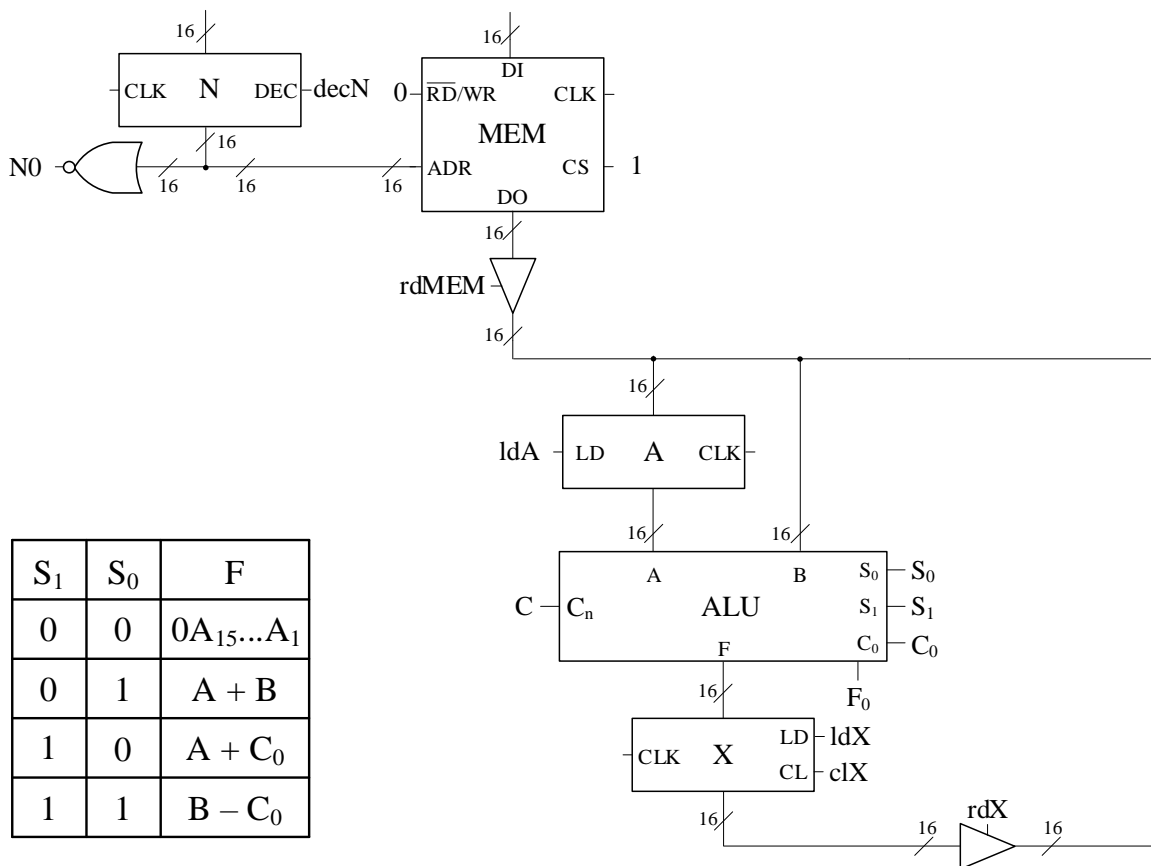 16
16
CLK N DEC decN
DI
0 RD/WR CLK
MEM
16
N0
16
16
16
ADR CS 1
DO
16
rdMEM
16
16
ldA LD A CLK
16
16
A B S₀ S₀
C Cₙ ALU S₁ S₁
F C₀ C₀
F₀
16
CLK X LD ldX
CL clX
16
16
rdX
16
S₁ S₀ F
0 0 0A₁₅...A₁
0 1 A + B
1 0 A + C₀
1 1 B – C₀